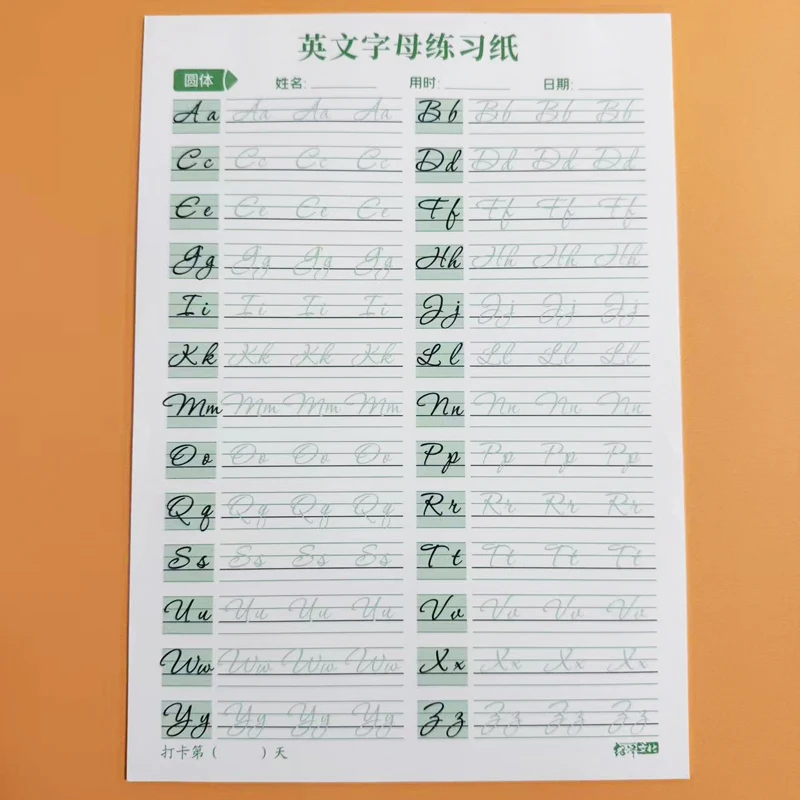 英文字母练习纸
圆体 姓名: 用时: 日期:
Aa Aa Aa Aa Bb Bb Bb Bb
Cc Cc Cc Cc Dd Dd Dd Dd
Ee Ee Ee Ee Ff Ff Ff Ff
Gg Gg Gg Gg Hh Hh Hh Hh
Ii Ii Ii Ii Jj Jj Jj Jj
Kk Kk Kk Kk Ll Ll Ll Ll
Mm Mm Mm Mm Nn Nn Nn Nn
Oo Oo Oo Oo Pp Pp Pp Pp
Qq Qq Qq Qq Rr Rr Rr Rr
Ss Ss Ss Ss Tt Tt Tt Tt
Uu Uu Uu Uu Vv Vv Vv Vv
Ww Ww Ww Ww Xx Xx Xx Xx
Yy Yy Yy Yy Zz Zz Zz Zz
打卡第( )天